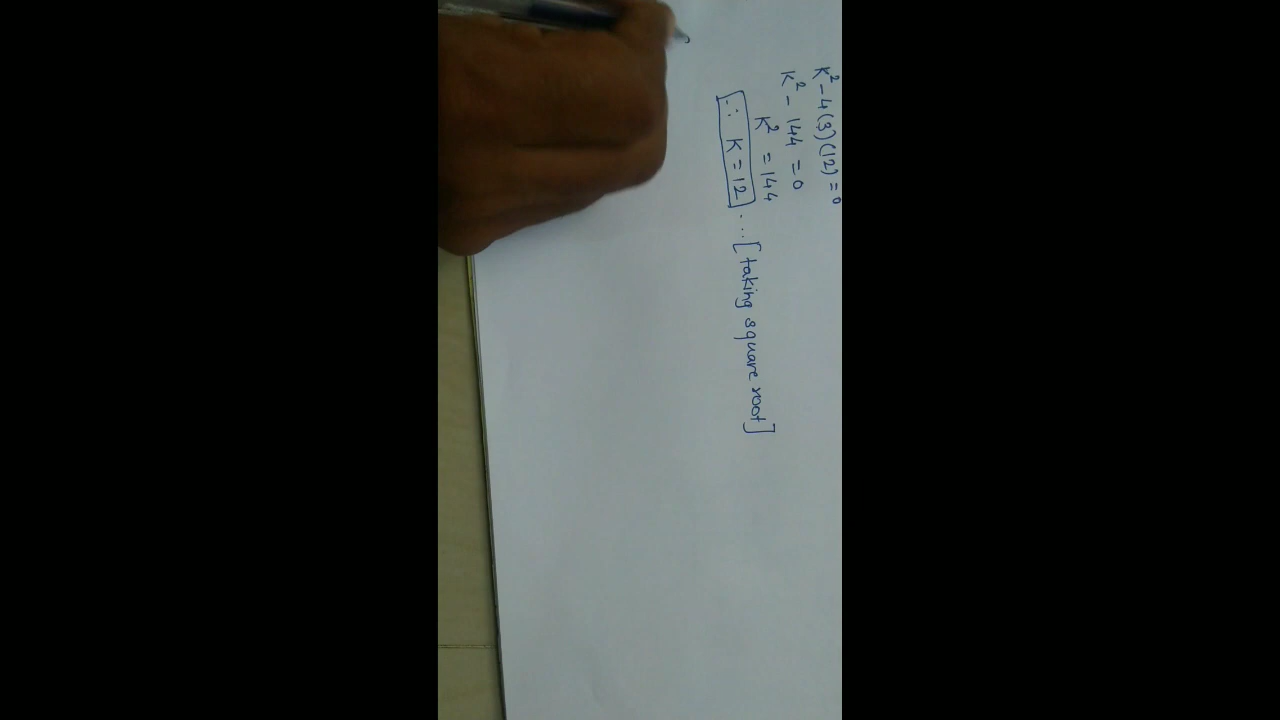 K² - 4(3)(12) = 0
K² - 144 = 0
K² = 144
∴ K = 12 ... [taking square root]